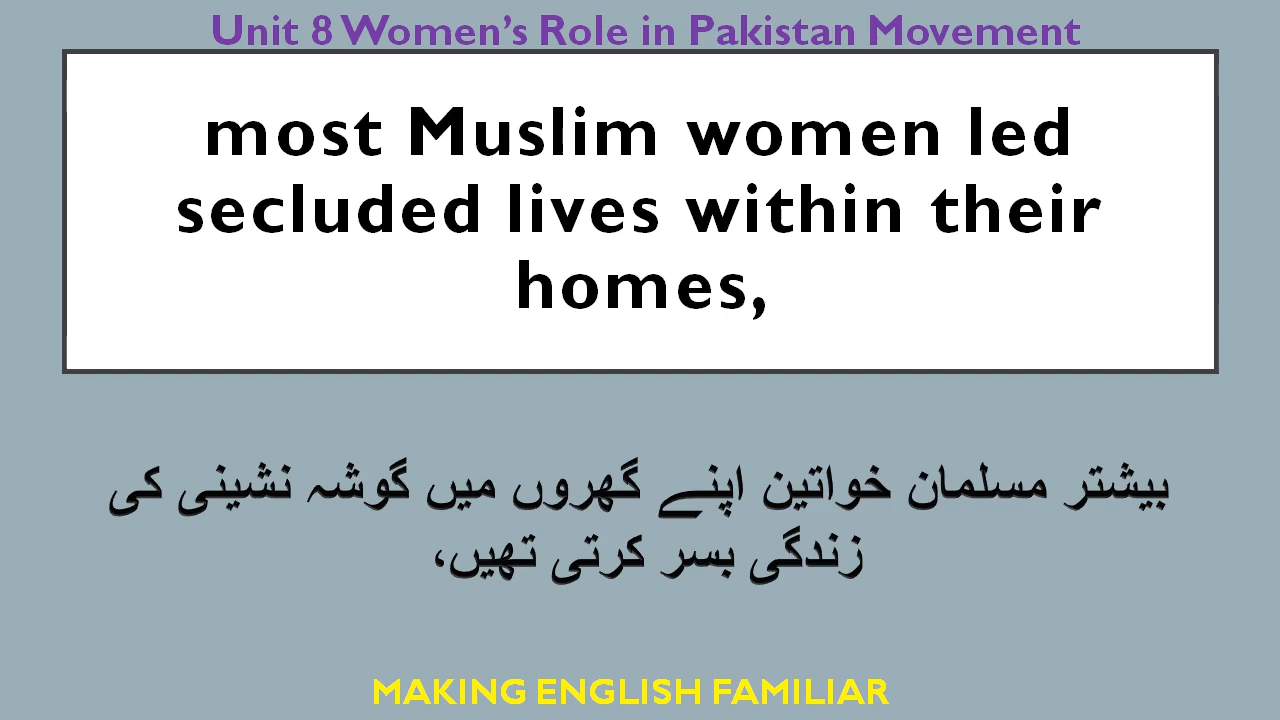 Unit 8 Women's Role in Pakistan Movement
most Muslim women led
secluded lives within their
homes,
بیشتر مسلمان خواتین اپنے گھروں میں گوشہ نشینی کی
زندگی بسر کرتی تھیں،
MAKING ENGLISH FAMILIAR